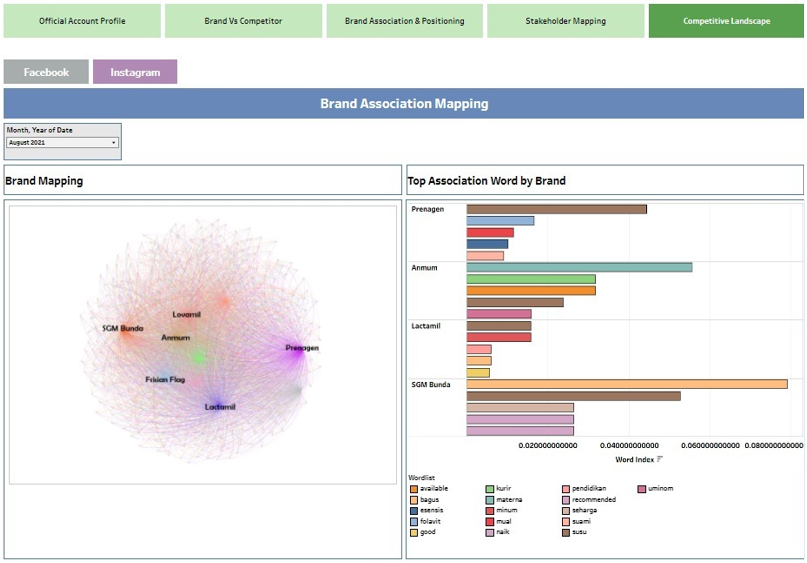 Official Account Profile
Brand Vs Competitor
Brand Association & Positioning
Stakeholder Mapping
Competitive Landscape
Facebook
Instagram
Brand Association Mapping
Month, Year of Date
August 2021
Brand Mapping
Top Association Word by Brand
Lovamil
SGM Bunda
Anmum
Prenagen
Frisian Flag
Lactamil
Prenagen
Anmum
Lactamil
SGM Bunda
0.020000000000 0.040000000000 0.060000000000 0.080000000000
Word Index
Wordlist
available kurir pendidikan uminom
bagus materna recommended
esensis minum seharga
folavit mual suami
good naik susu